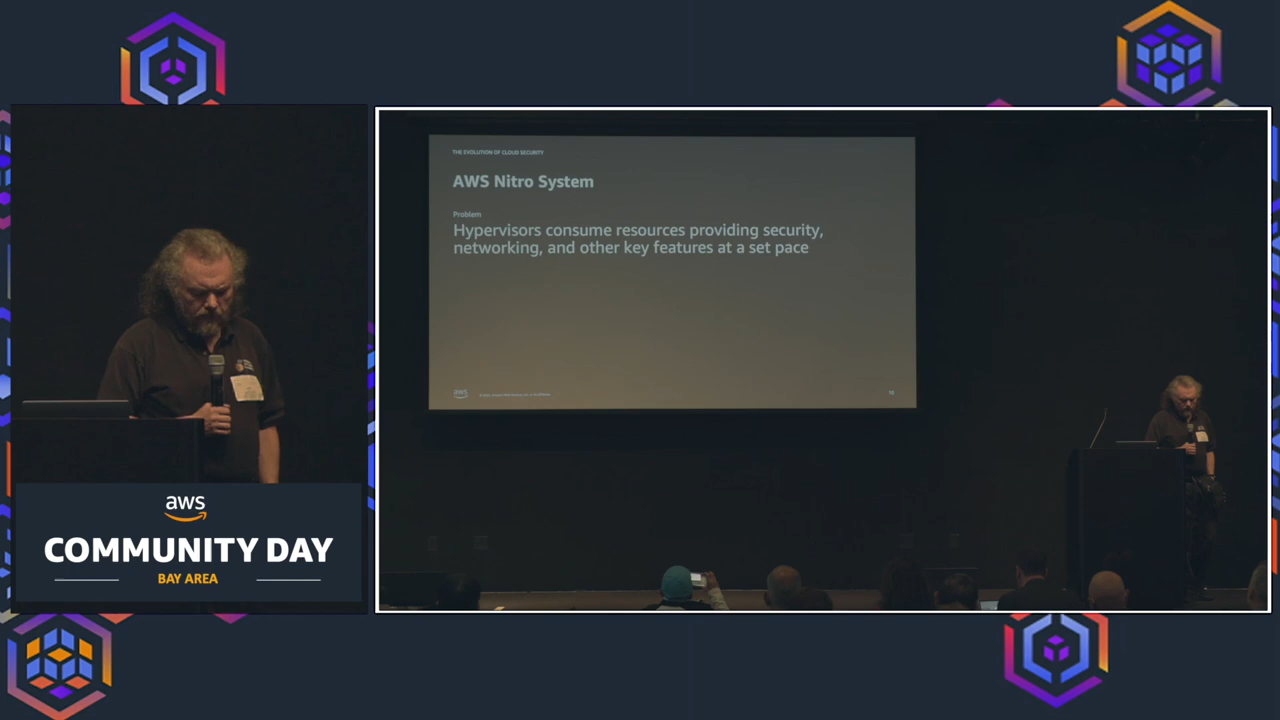 THE EVOLUTION OF CLOUD SECURITY
AWS Nitro System
Problem
Hypervisors consume resources providing security,
networking, and other key features at a set pace
aws
aws
COMMUNITY DAY
BAY AREA